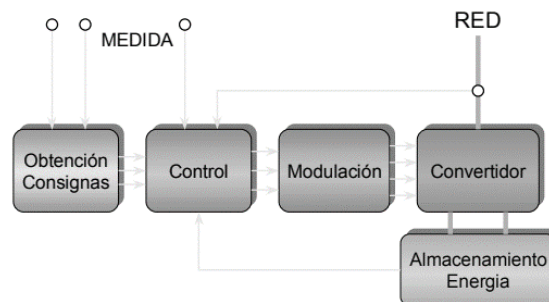 RED
MEDIDA
Obtención
Consignas
Control
Modulación
Convertidor
Almacenamiento
Energia